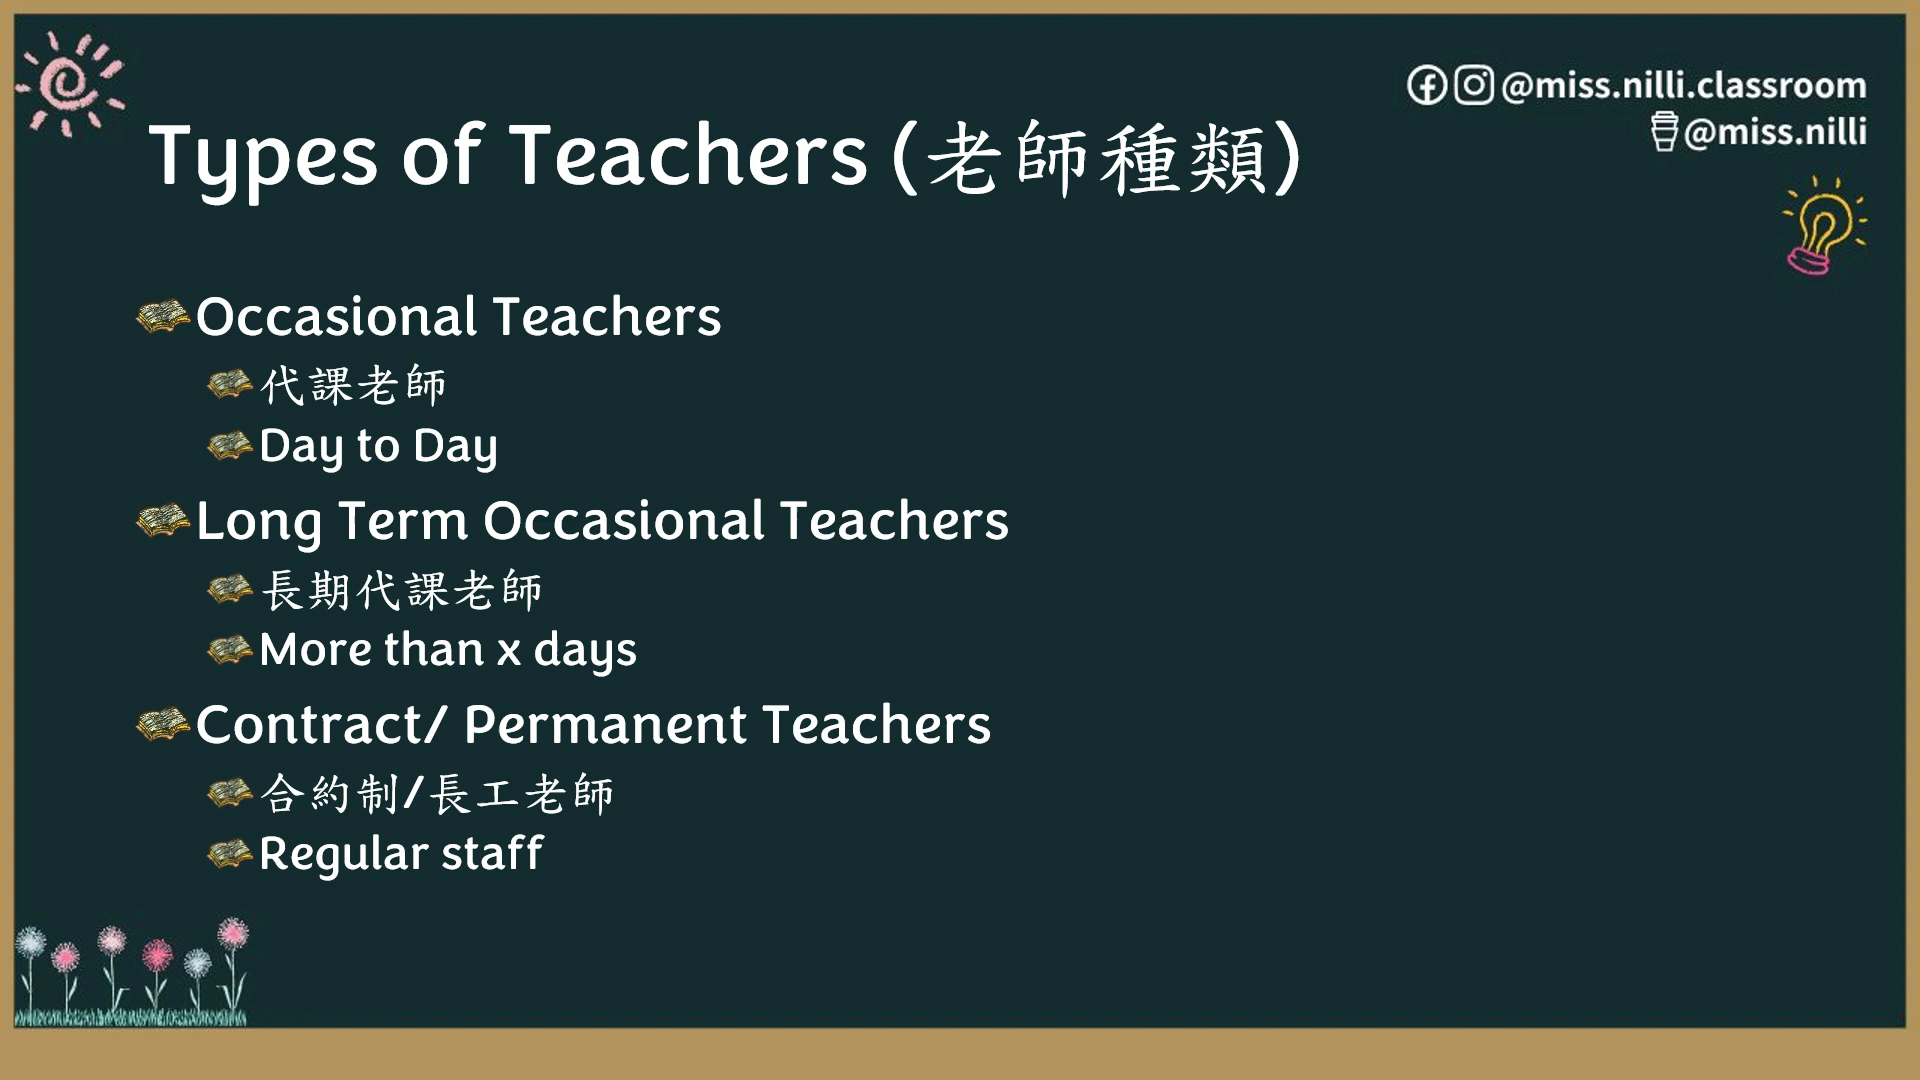 @miss.nilli.classroom
@miss.nilli
Types of Teachers (老師種類)
Occasional Teachers
代課老師
Day to Day
Long Term Occasional Teachers
長期代課老師
More than x days
Contract/ Permanent Teachers
合約制/長工老師
Regular staff